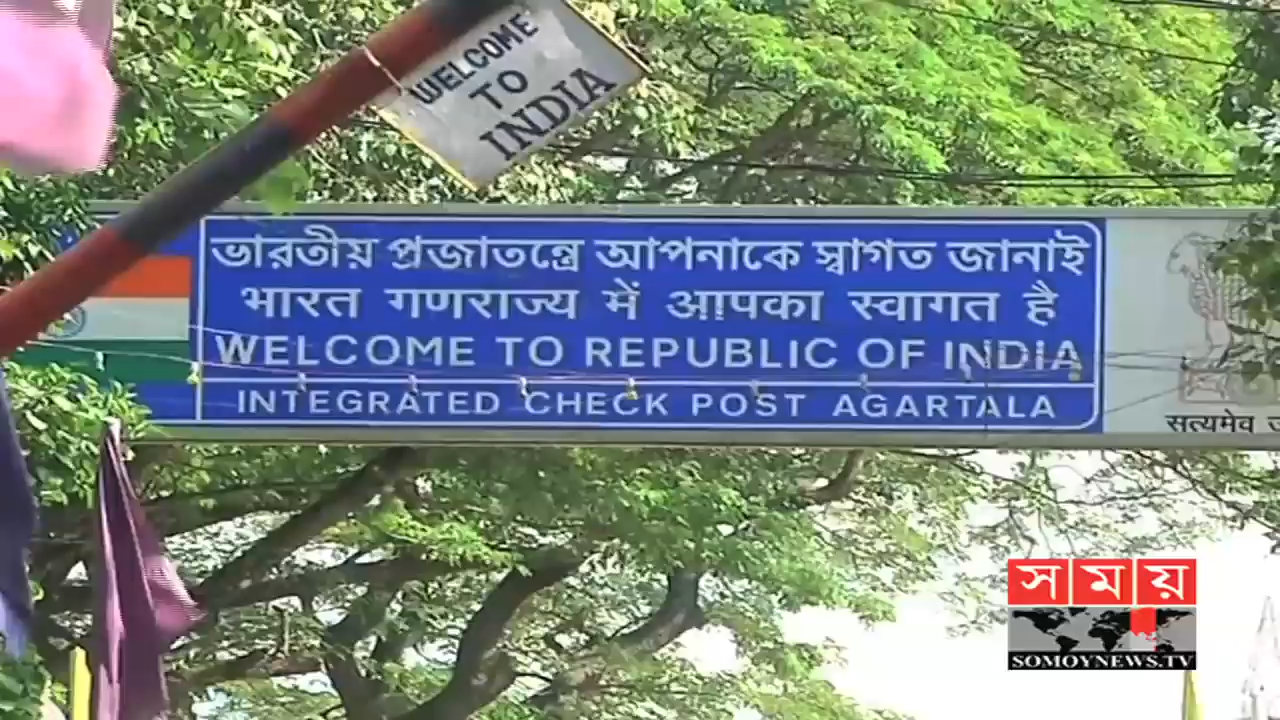 WELCOME
TO
INDIA
ভারতীয় প্রজাতন্ত্রে আপনাকে স্বাগত জানাই
भारत गणराज्य में आपका स्वागत है
WELCOME TO REPUBLIC OF INDIA
INTEGRATED CHECK POST AGARTALA
सत्यमेव
সময়
SOMOYNEWS.TV